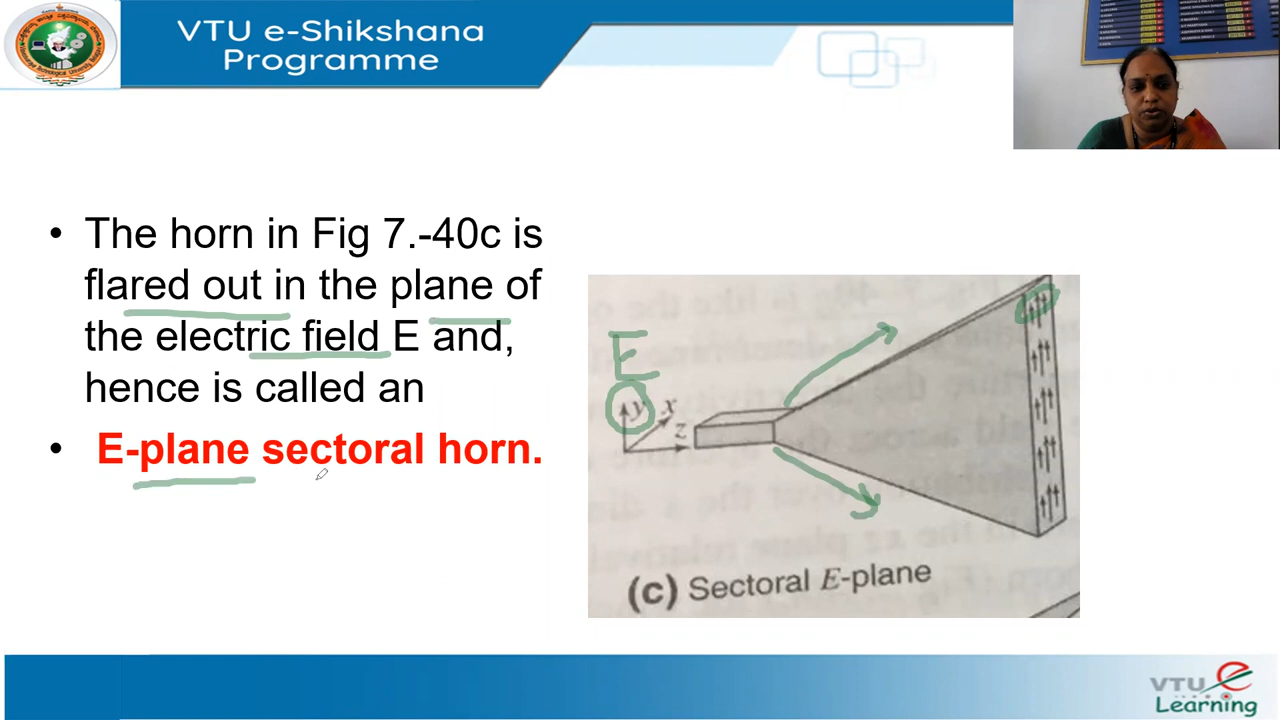 VTU e-Shikshana
Programme
• The horn in Fig 7.-40c is
flared out in the plane of
the electric field E and,
hence is called an
• E-plane sectoral horn.
E
y
x
z
(c) Sectoral E-plane
VTU e
Learning